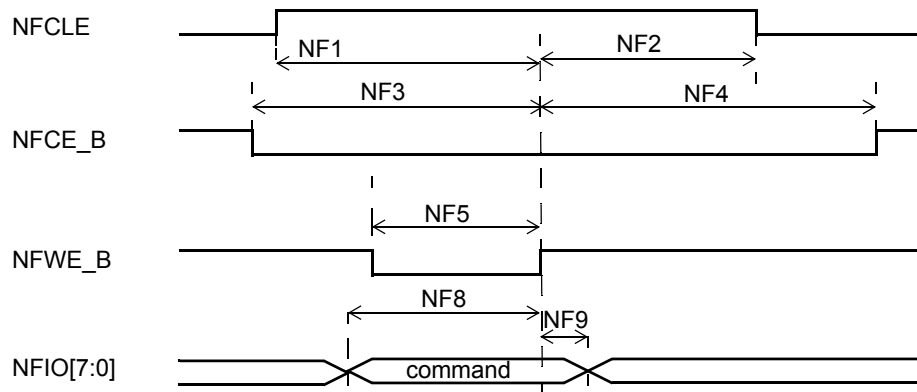 NFCLE
NF1
NF2
NF3
NF4
NFCE_B
NF5
NFWE_B
NF8
NF9
NFIO[7:0]
command